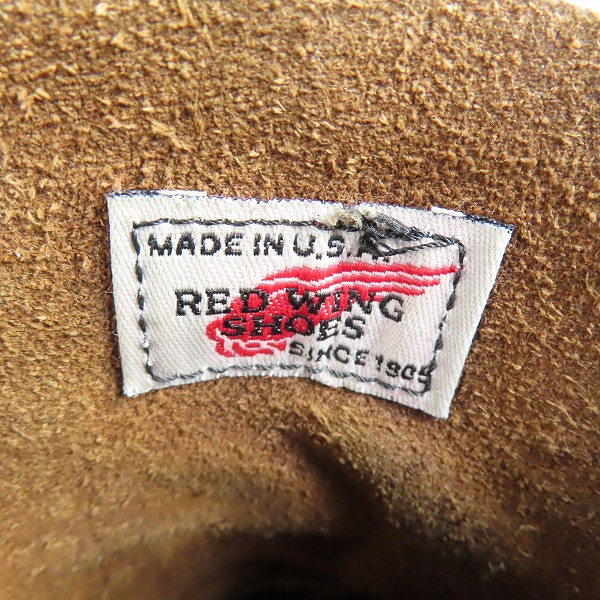 MADE IN U.S.A.
RED WING
SHOES
SINCE 1905